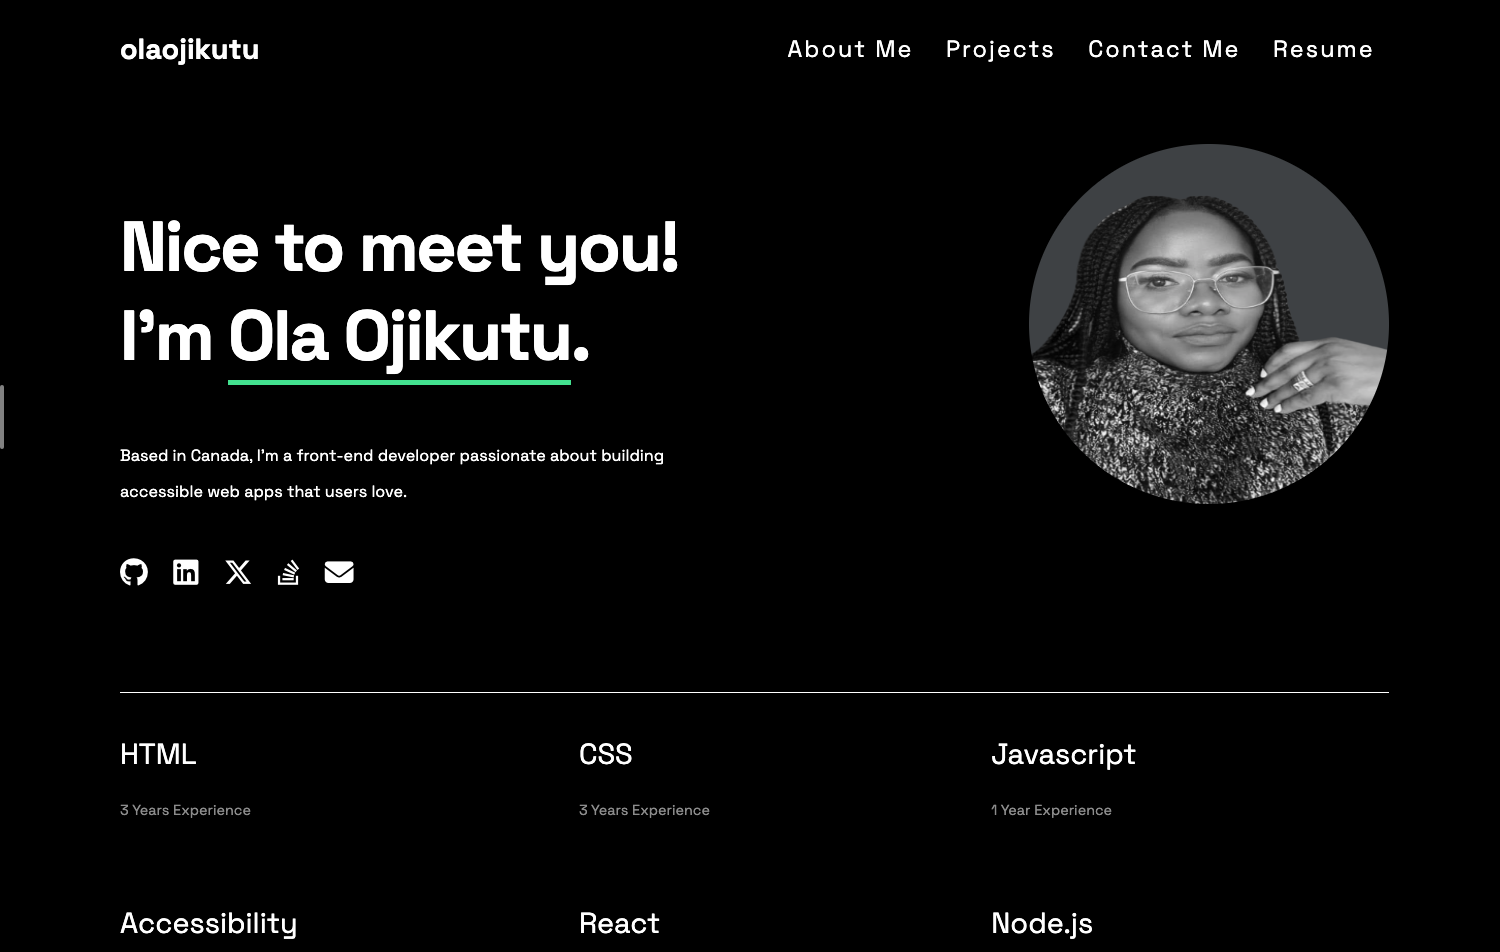 olaojikutu
About Me Projects Contact Me Resume
Nice to meet you!
I’m Ola Ojikutu.
Based in Canada, I’m a front-end developer passionate about building
accessible web apps that users love.
HTML CSS Javascript
3 Years Experience 3 Years Experience 1 Year Experience
Accessibility React Node.js